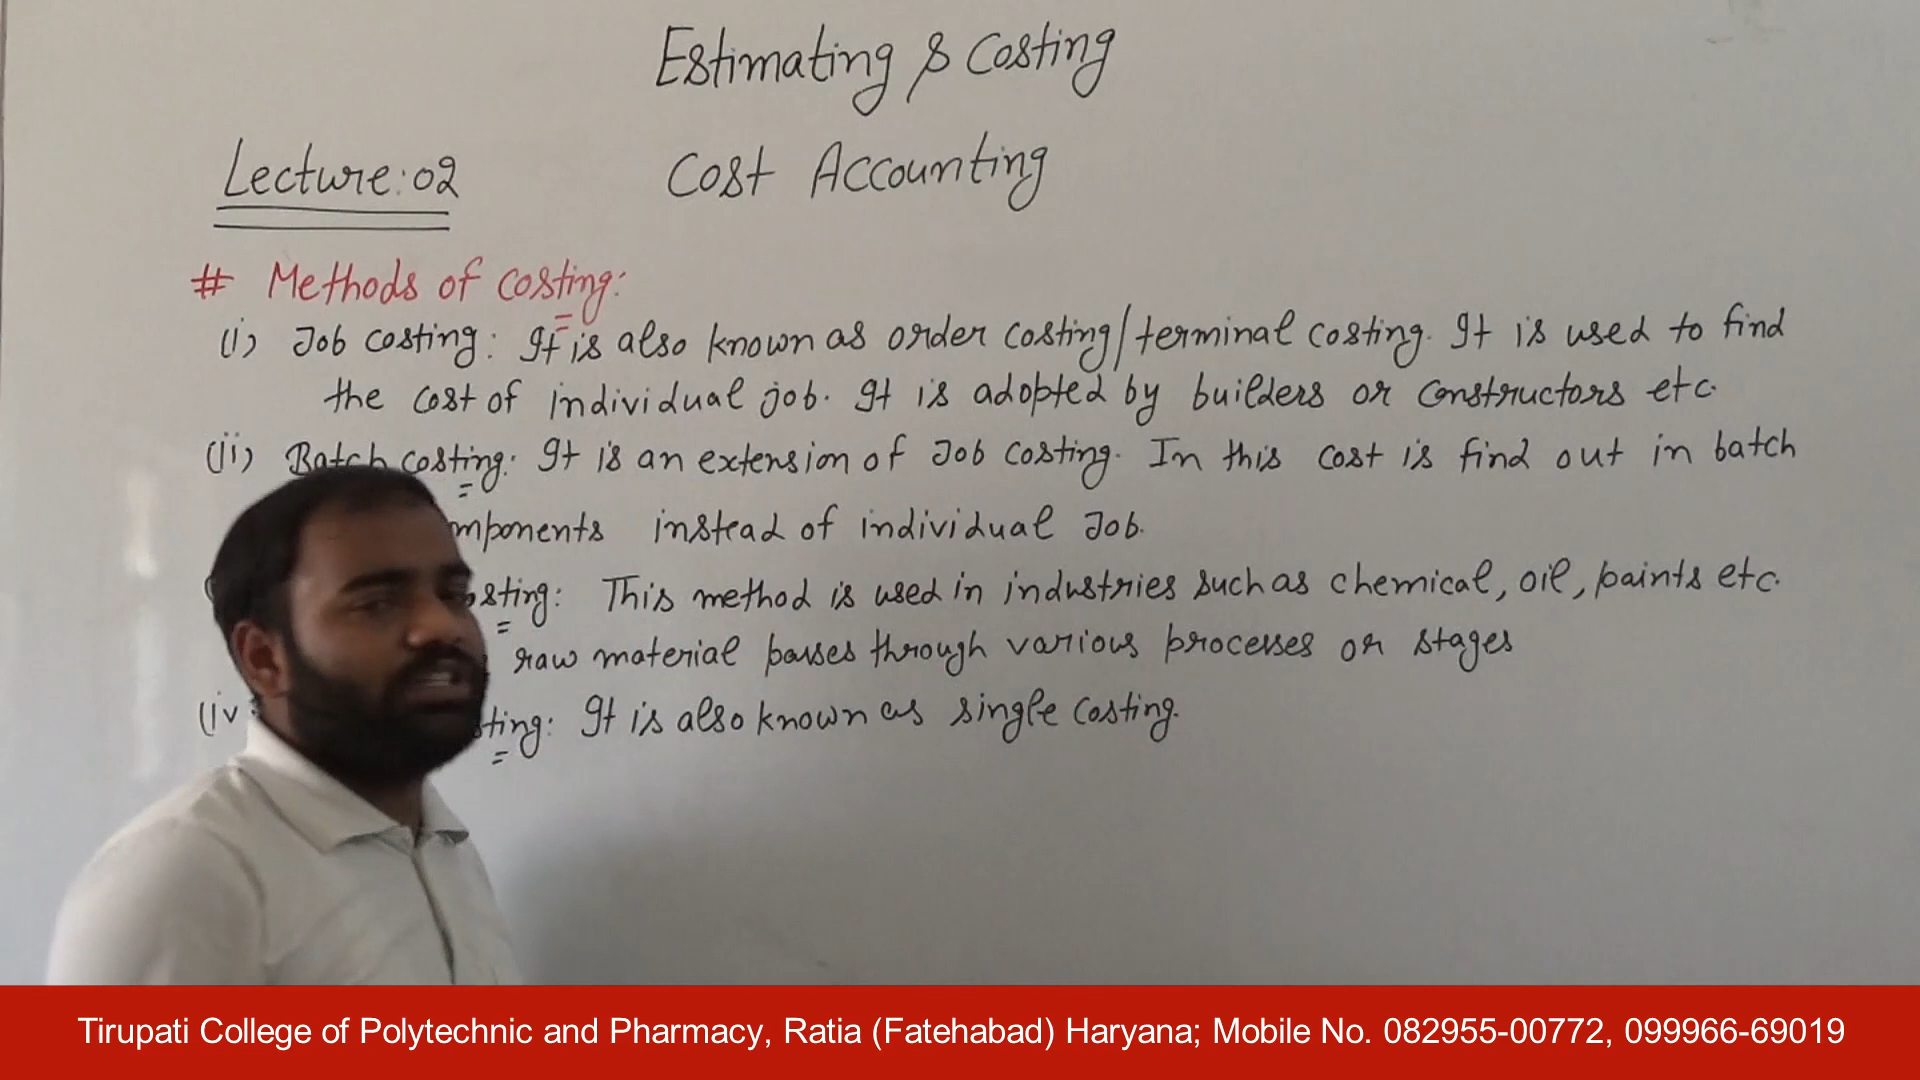 Estimating & Costing
Lecture: 02
Cost Accounting
# Methods of costing:
(i) Job costing: It is also known as order costing/terminal costing. It is used to find
the cost of individual job. It is adopted by builders or constructors etc.
(ii) Batch costing: It is an extension of Job costing. In this cost is find out in batch
mponents instead of individual Job.
sting: This method is used in industries such as chemical, oil, paints etc.
raw material passes through various processes or stages
(iv ting: It is also known as single costing.
Tirupati College of Polytechnic and Pharmacy, Ratia (Fatehabad) Haryana; Mobile No. 082955-00772, 099966-69019